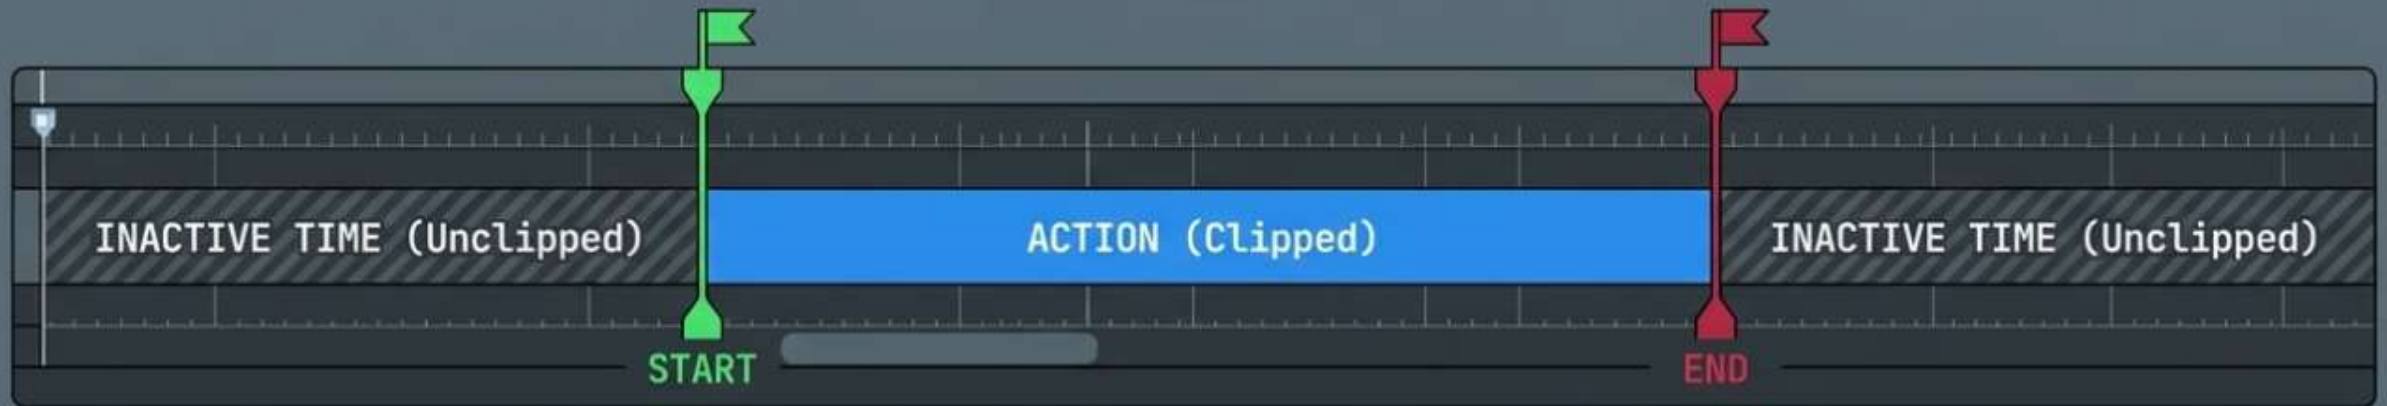 INACTIVE TIME (Unclipped)
ACTION (Clipped)
INACTIVE TIME (Unclipped)
START
END